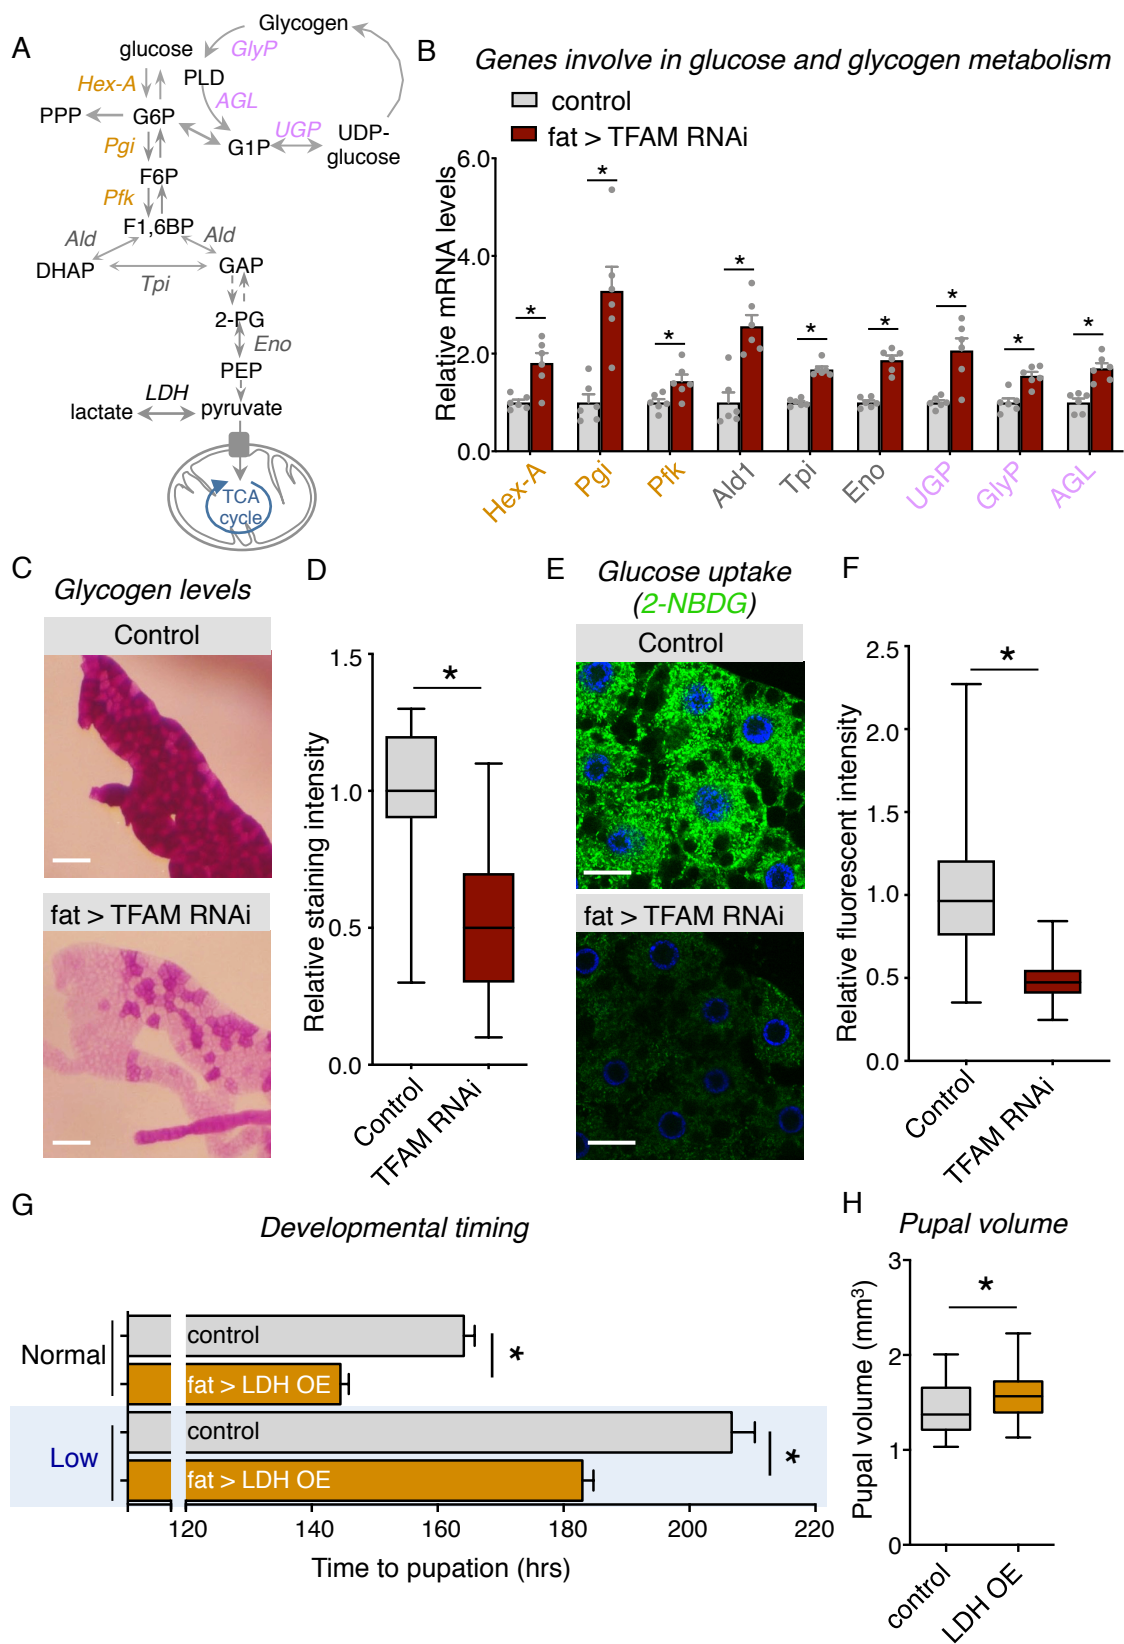 A
Glycogen
glucose
GlyP
Hex-A
PLD
AGL
PPP
G6P
UGP
UDP-
glucose
G1P
Pgi
F6P
Pfk
F1,6BP
Ald
Ald
DHAP
GAP
Tpi
2-PG
Eno
PEP
LDH
lactate
pyruvate
TCA
cycle
B
Genes involve in glucose and glycogen metabolism
control
fat > TFAM RNAi
Relative mRNA levels
6.0
4.0
2.0
0.0
* * * * * * * * *
Hex-A
Pgi
Pfk
Ald1
Tpi
Eno
UGP
GlyP
AGL
C
Glycogen levels
Control
fat > TFAM RNAi
D
Relative staining intensity
1.5
1.0
0.5
0.0
*
Control
TFAM RNAi
E
Glucose uptake
(2-NBDG)
Control
fat > TFAM RNAi
F
Relative fluorescent intensity
2.5
2.0
1.5
1.0
0.5
0.0
*
Control
TFAM RNAi
G
Developmental timing
Normal
control
fat > LDH OE
*
Low
control
fat > LDH OE
*
120 140 160 180 200 220
Time to pupation (hrs)
H
Pupal volume
Pupal volume (mm³)
3
2
1
0
*
control
LDH OE